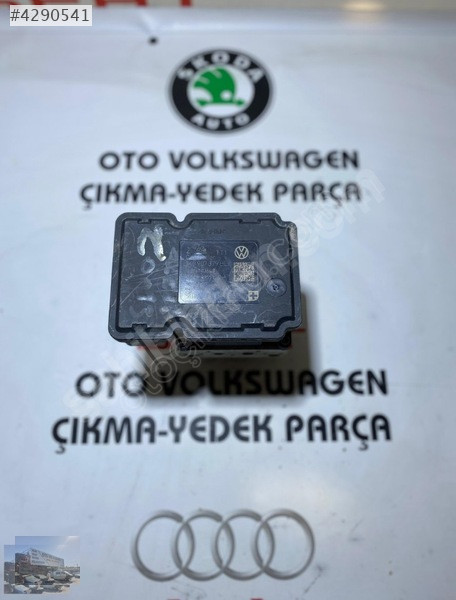 #4290541
SKODA
AUTO
OTO VOLKSWAGEN
ÇIKMA-YEDEK PARÇA
OTO VOLKSWAGEN
ÇIKMA-YEDEK PARÇA